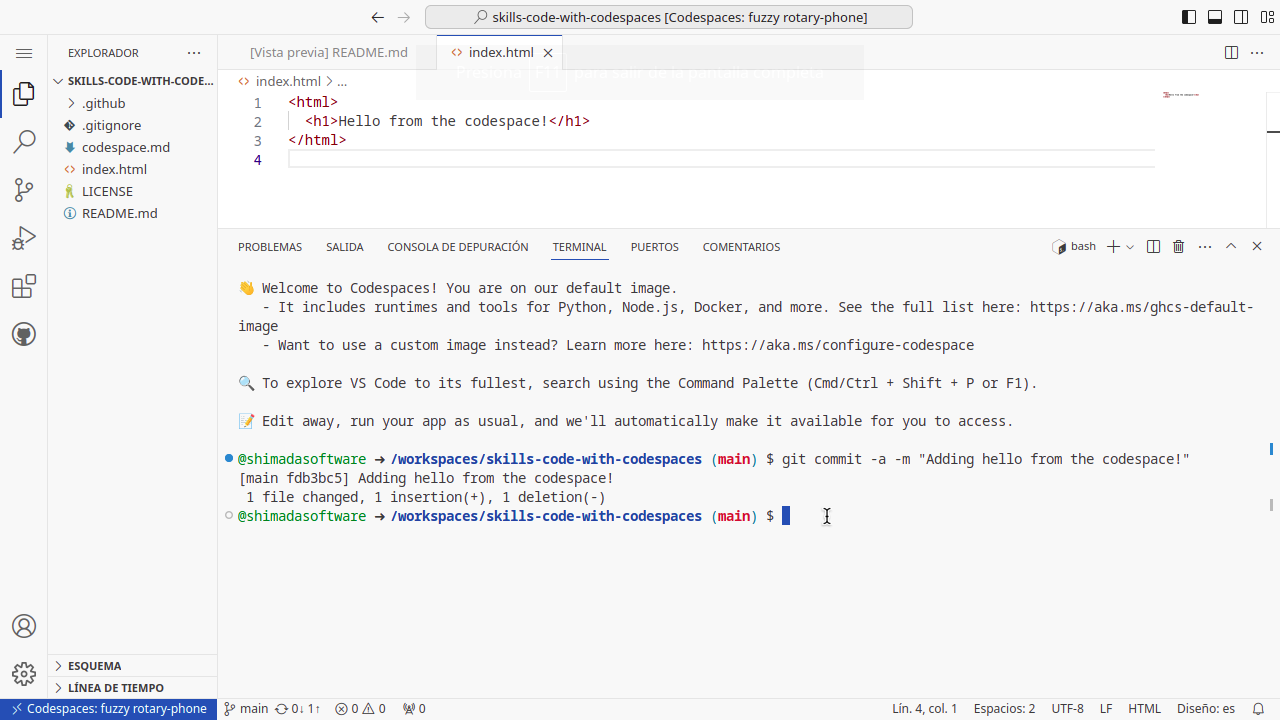 skills-code-with-codespaces [Codespaces: fuzzy rotary-phone]
EXPLORADOR
[Vista previa] README.md
index.html
SKILLS-CODE-WITH-CODE...
.github
.gitignore
codespace.md
index.html
LICENSE
README.md
index.html > ...
1 <html>
2 <h1>Hello from the codespace!</h1>
3 </html>
4
Presiona F11 para salir de la pantalla completa
PROBLEMAS SALIDA CONSOLA DE DEPURACIÓN TERMINAL PUERTOS COMENTARIOS
bash
👋 Welcome to Codespaces! You are on our default image.
- It includes runtimes and tools for Python, Node.js, Docker, and more. See the full list here: https://aka.ms/ghcs-default-
image
- Want to use a custom image instead? Learn more here: https://aka.ms/configure-codespace
🔍 To explore VS Code to its fullest, search using the Command Palette (Cmd/Ctrl + Shift + P or F1).
📝 Edit away, run your app as usual, and we'll automatically make it available for you to access.
@shimadasoftware ➜ /workspaces/skills-code-with-codespaces (main) $ git commit -a -m "Adding hello from the codespace!"
[main fdb3bc5] Adding hello from the codespace!
1 file changed, 1 insertion(+), 1 deletion(-)
@shimadasoftware ➜ /workspaces/skills-code-with-codespaces (main) $
ESQUEMA
LÍNEA DE TIEMPO
Codespaces: fuzzy rotary-phone
main 0↓ 1↑ 0 0 0
Lín. 4, col. 1 Espacios: 2 UTF-8 LF HTML Diseño: es